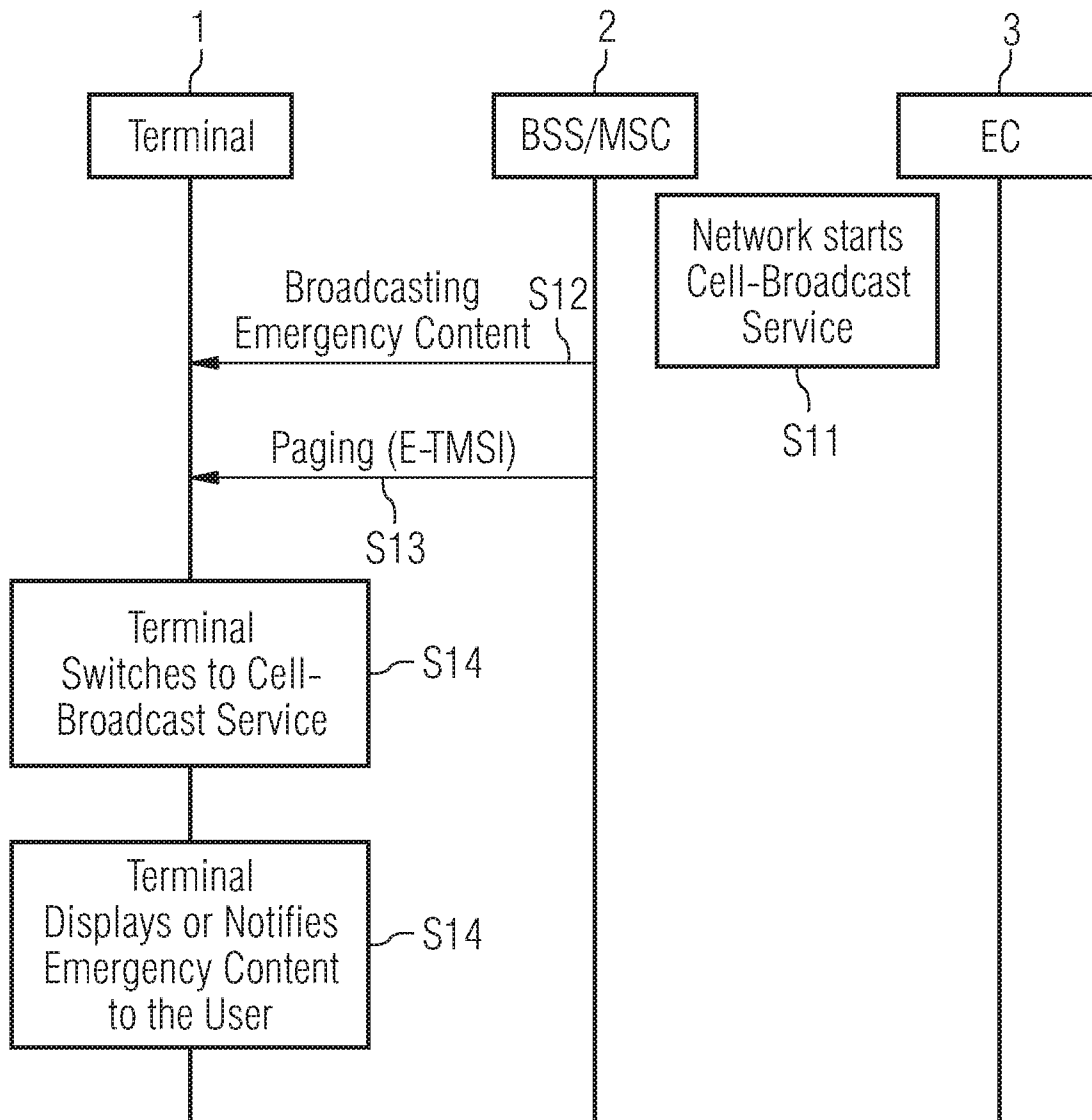 1
2
3
Terminal
BSS/MSC
EC
Network starts
Cell-Broadcast
Service
S11
Broadcasting
Emergency Content
S12
Paging (E-TMSI)
S13
Terminal
Switches to Cell-
Broadcast Service
S14
Terminal
Displays or Notifies
Emergency Content
to the User
S14